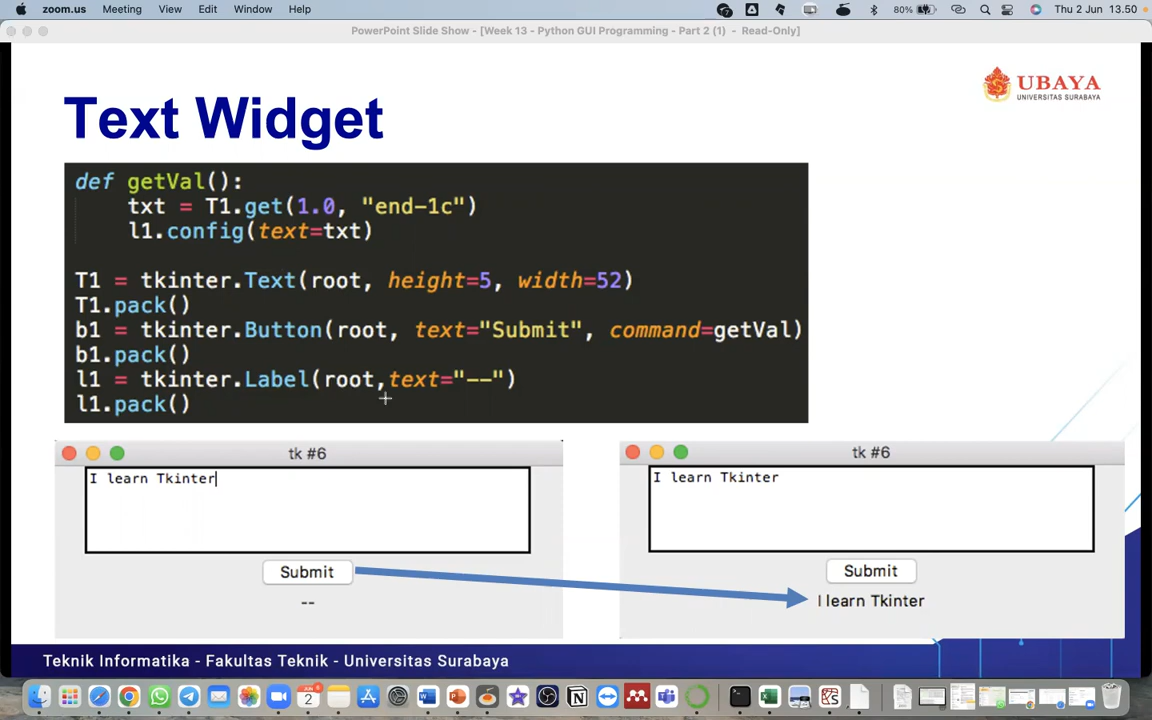 zoom.us Meeting View Edit Window Help 80% Thu 2 Jun 13.50
PowerPoint Slide Show - [Week 13 - Python GUI Programming - Part 2 (1) - Read-Only]
UBAYA
UNIVERSITAS SURABAYA
Text Widget
def getVal():
    txt = T1.get(1.0, "end-1c")
    l1.config(text=txt)
T1 = tkinter.Text(root, height=5, width=52)
T1.pack()
b1 = tkinter.Button(root, text="Submit", command=getVal)
b1.pack()
l1 = tkinter.Label(root,text="--")
l1.pack()
tk #6
I learn Tkinter
Submit
--
tk #6
I learn Tkinter
Submit
I learn Tkinter
Teknik Informatika - Fakultas Teknik - Universitas Surabaya